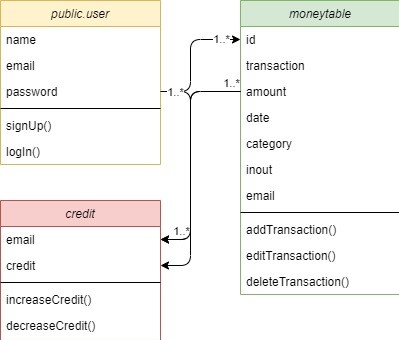 public.user
name
email
password
signUp()
logIn()
moneytable
id
transaction
amount
date
category
inout
email
addTransaction()
editTransaction()
deleteTransaction()
credit
email
credit
increaseCredit()
decreaseCredit()
1..*
1..*
1..*
1..*